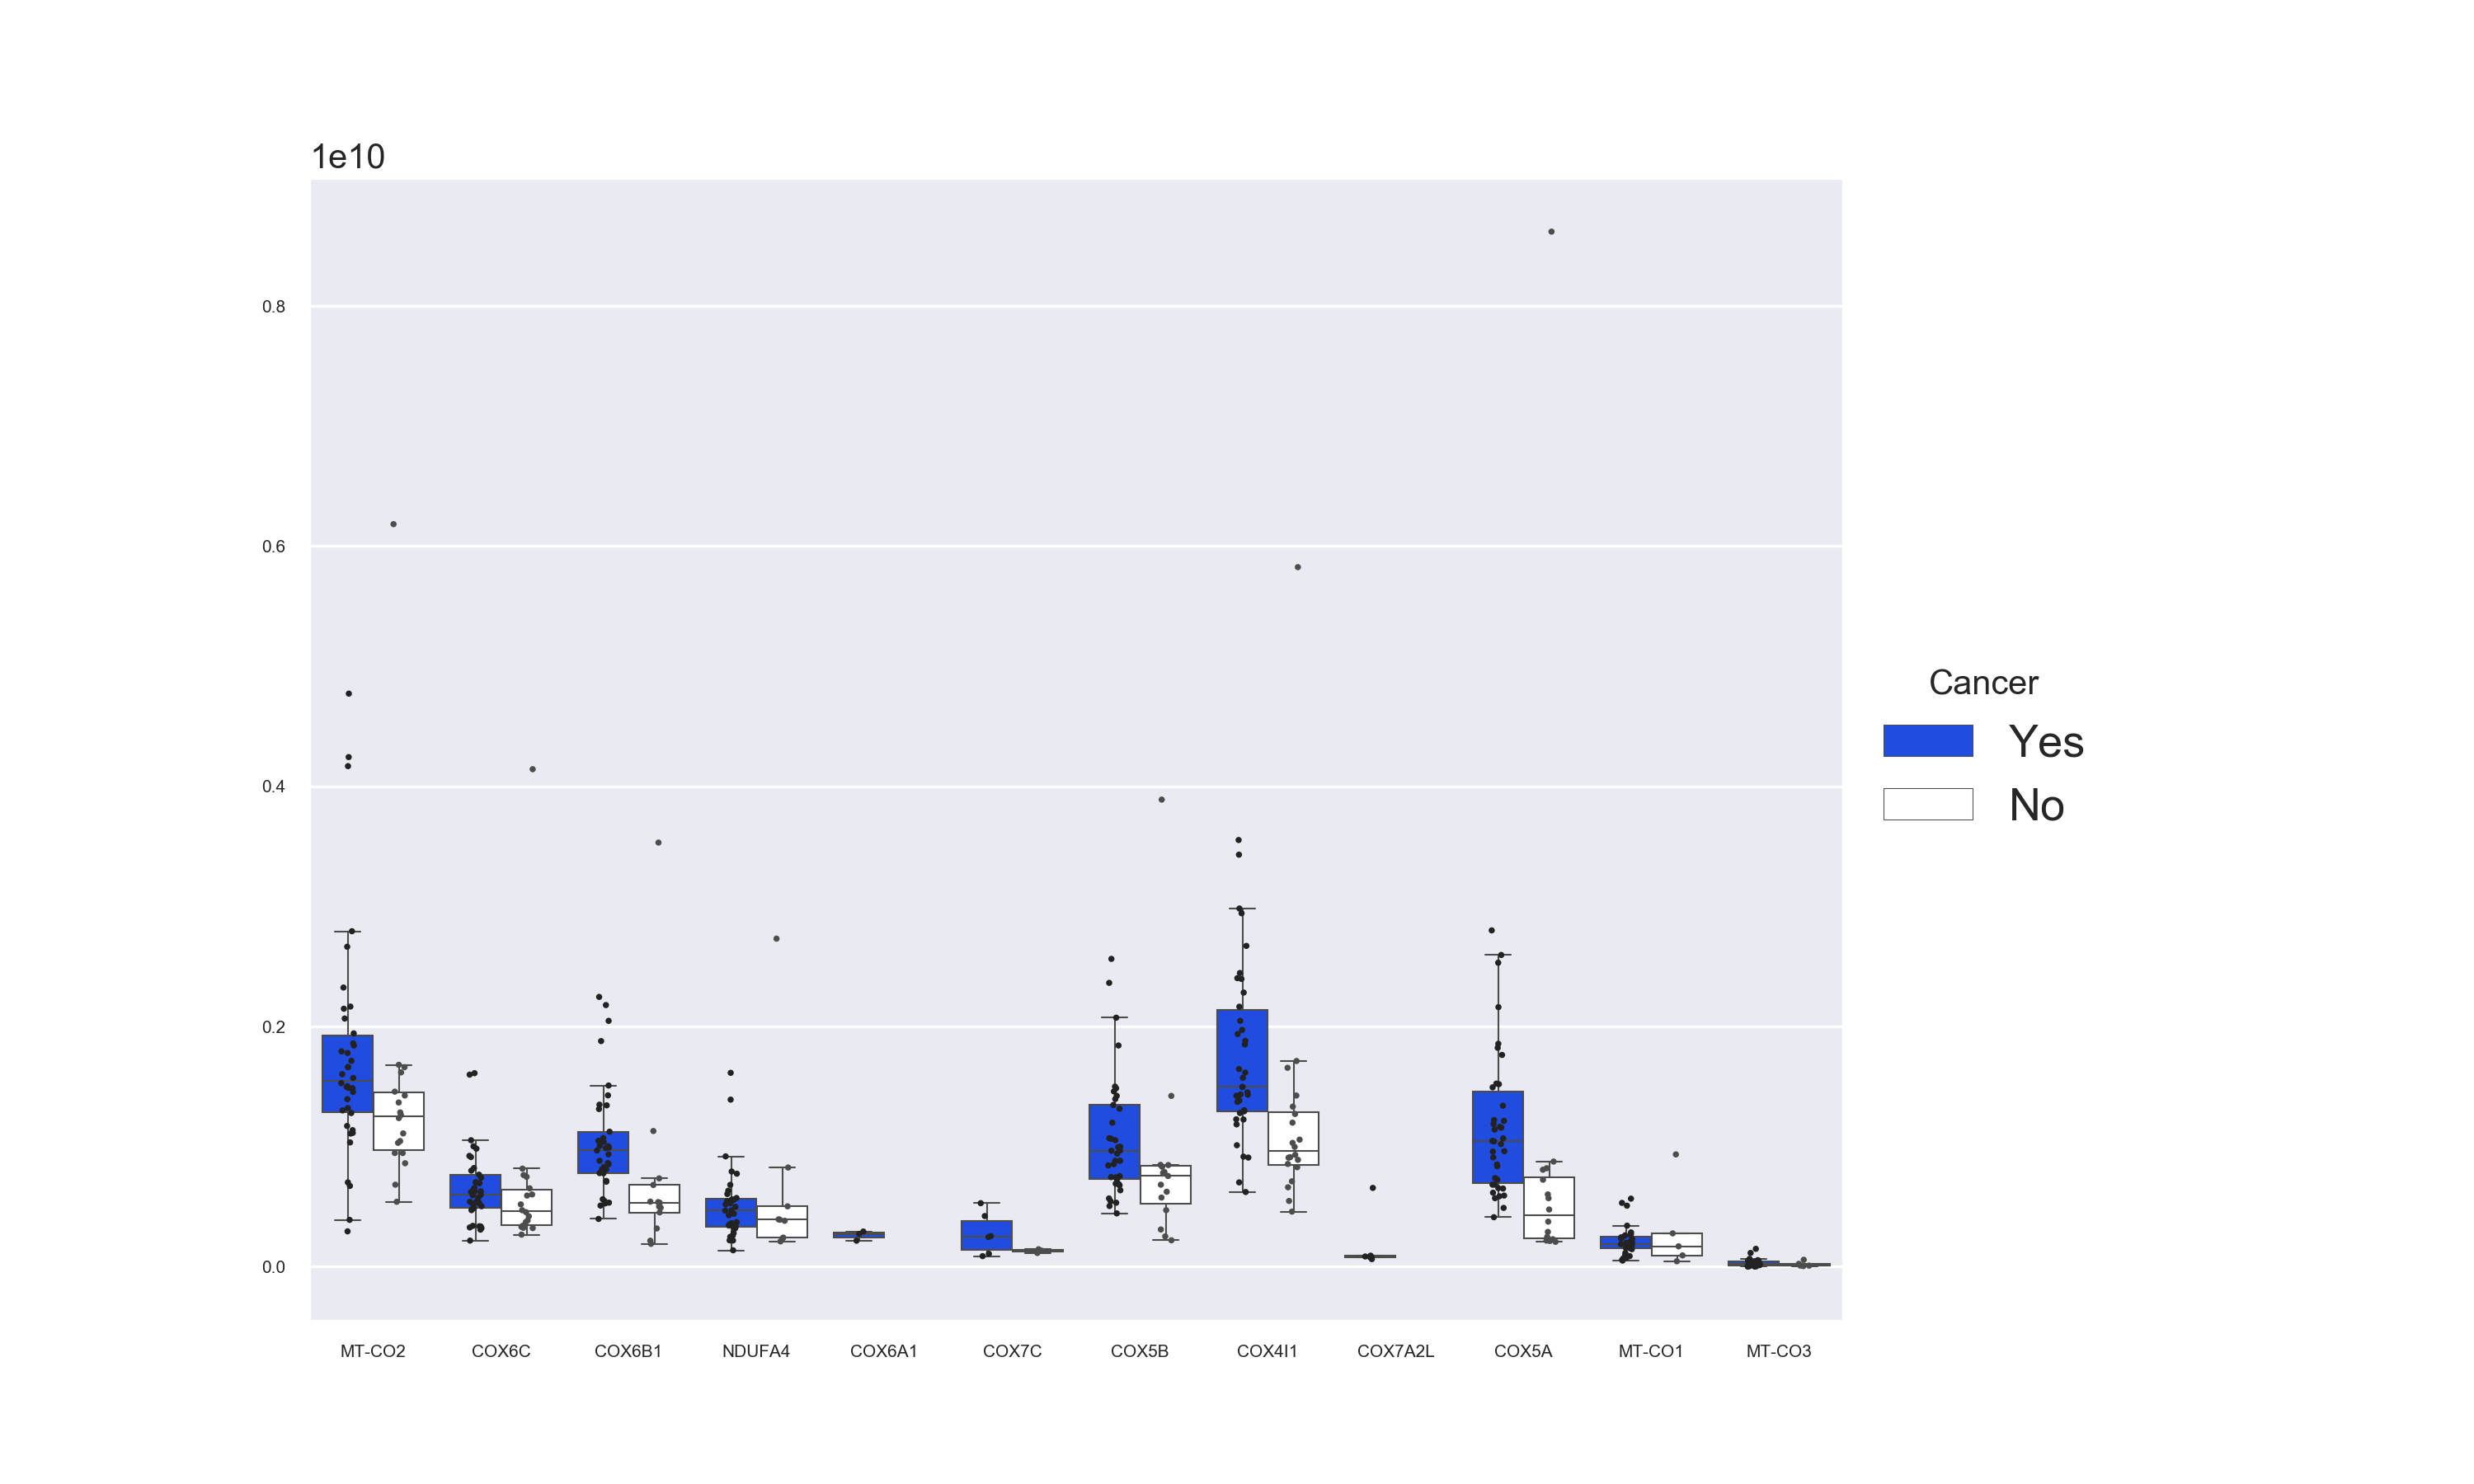 1e10
0.8
0.6
0.4
0.2
0.0
MT-CO2 COX6C COX6B1 NDUFA4 COX6A1 COX7C COX5B COX4I1 COX7A2L COX5A MT-CO1 MT-CO3
Cancer
Yes
No